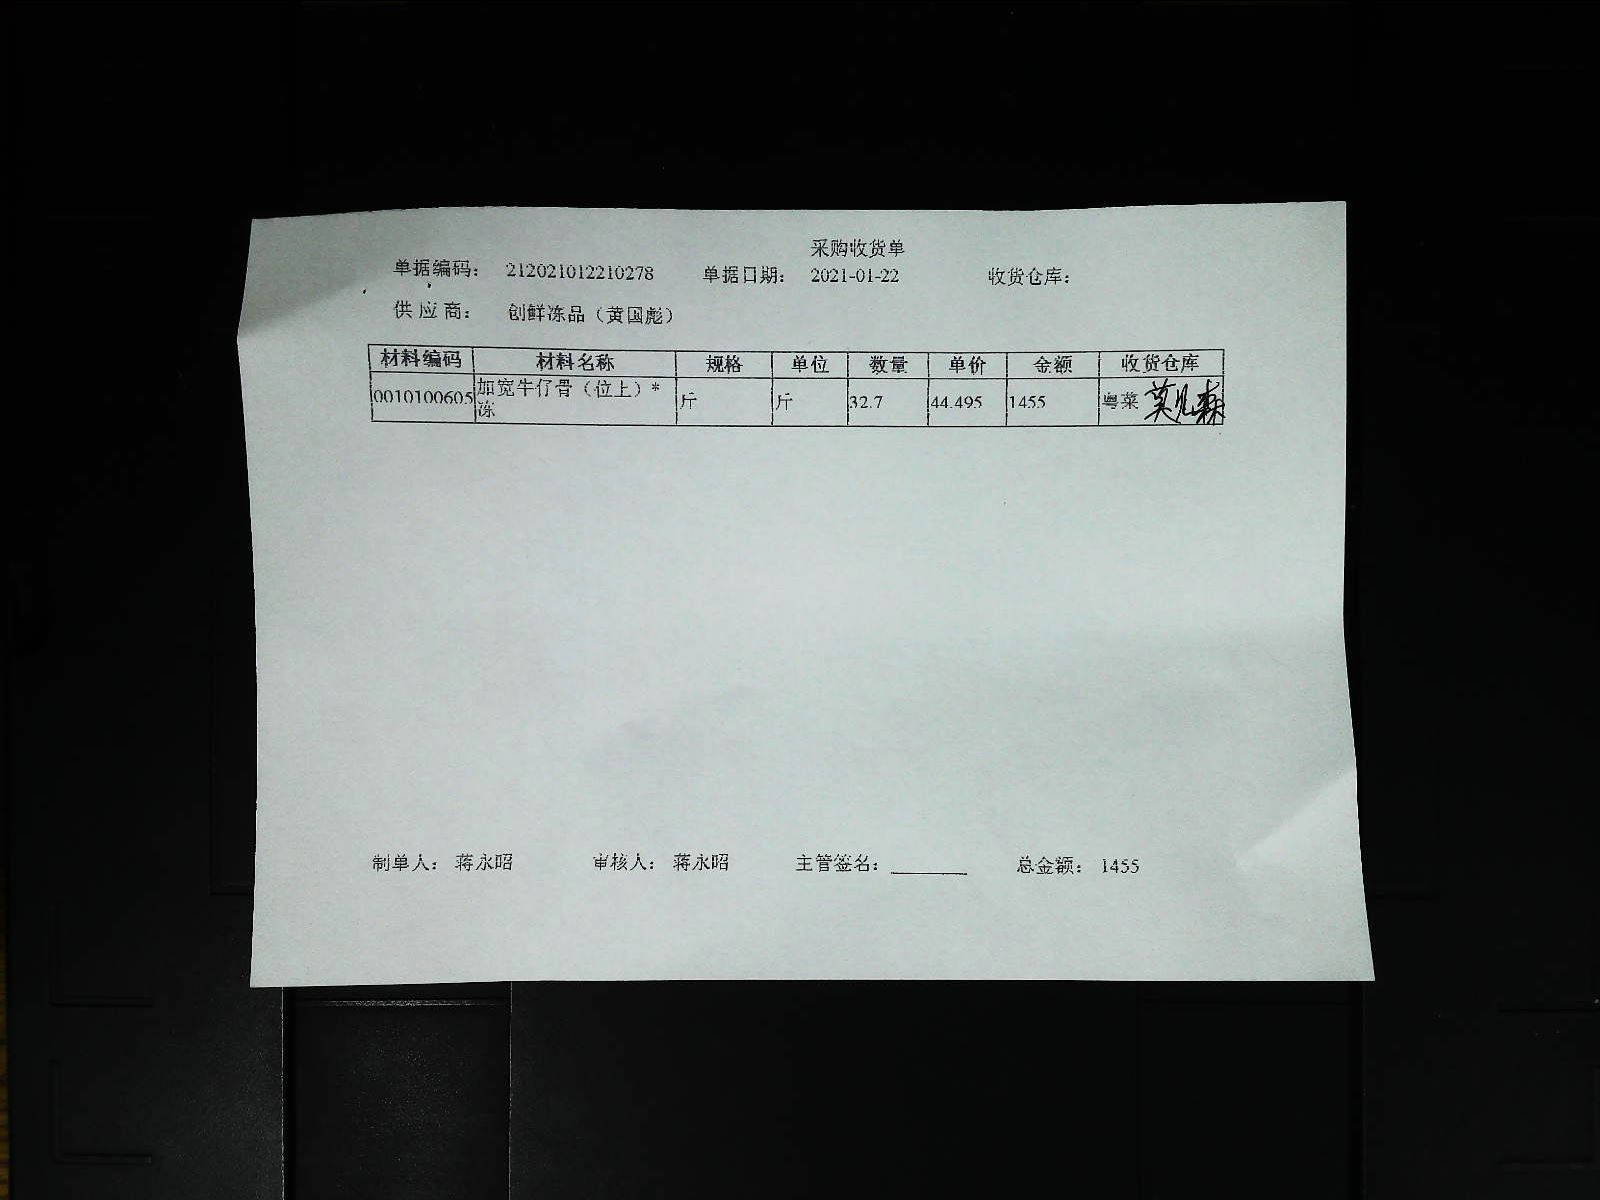 采购收货单
单据编码： 212021012210278 单据日期： 2021-01-22 收货仓库：
供 应 商： 创鲜冻品（黄国彪）
材料编码 材料名称 规格 单位 数量 单价 金额 收货仓库
0010100605 加宽牛仔骨（位上）* 斤 斤 32.7 44.495 1455 粤菜
冻
制单人： 蒋永昭 审核人： 蒋永昭 主管签名：______ 总金额： 1455